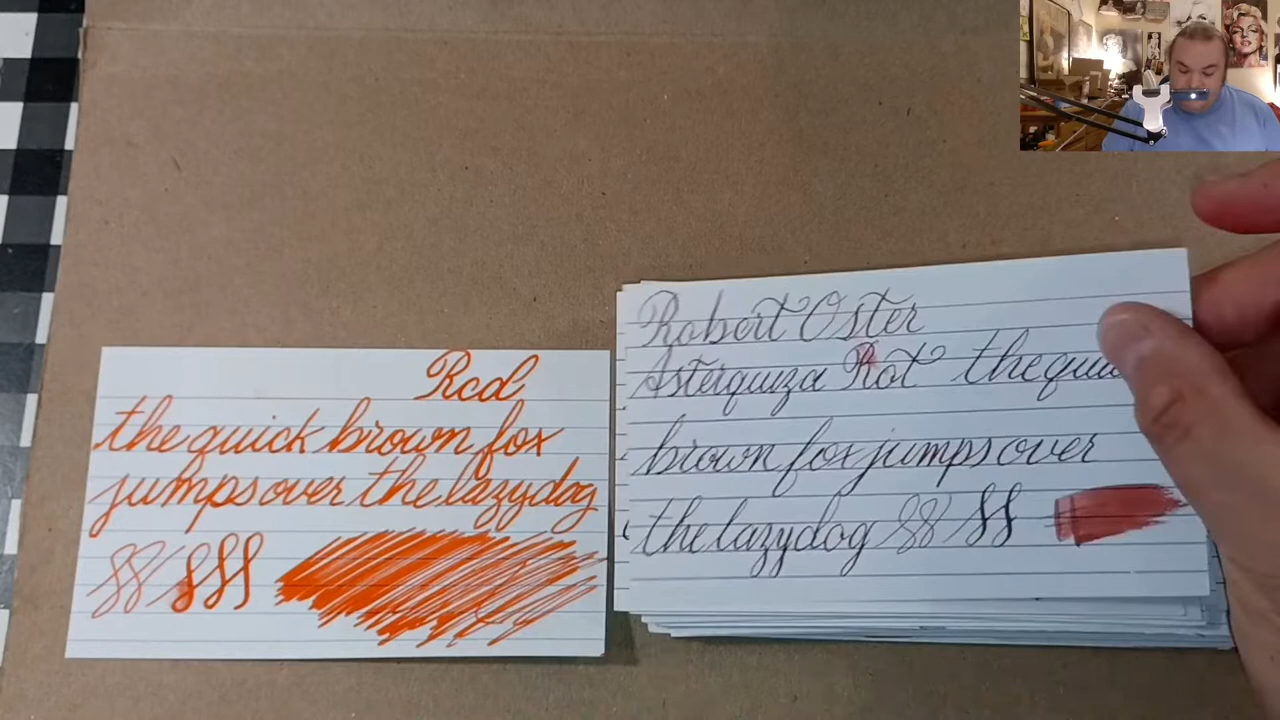 Red
the quick brown fox
jumps over the lazy dog
Robert Oster
Asterquiza Rot the quic
brown fox jumps over
the lazy dog